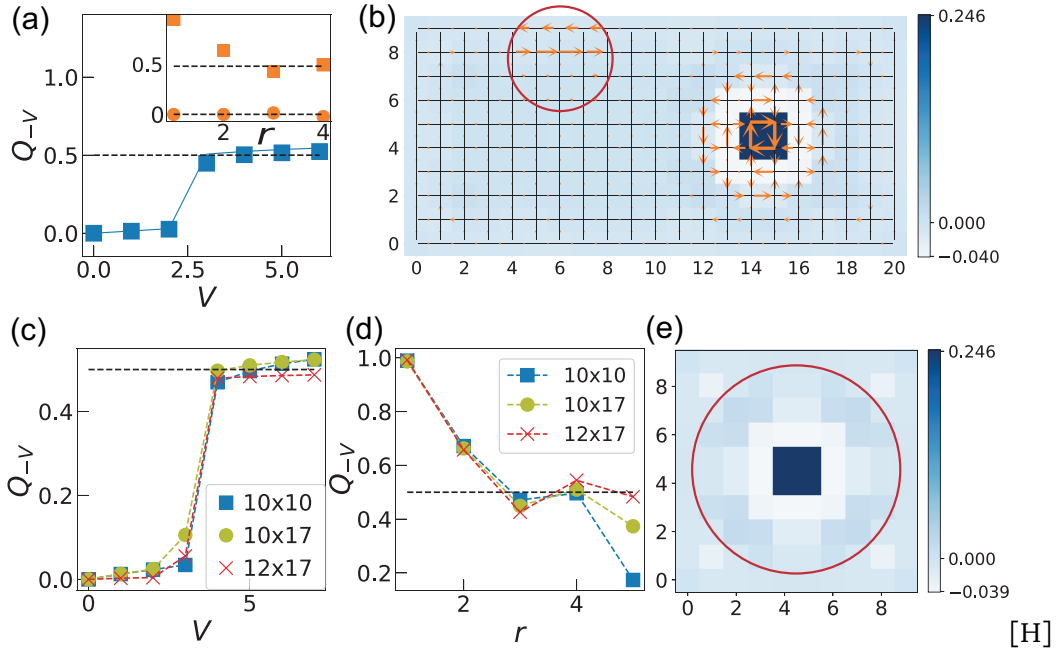 (a)
1.0
0.5
0.0
Q−V
0.5
0
2
4
r
0.0
2.5
5.0
V
(b)
8
6
4
2
0
0 2 4 6 8 10 12 14 16 18 20
0.246
0.000
−0.040
(c)
0.4
0.2
0.0
Q−V
10x10
10x17
12x17
0
5
V
(d)
1.0
0.8
0.6
0.4
0.2
Q−V
10x10
10x17
12x17
2
4
r
(e)
8
6
4
2
0
0 2 4 6 8
0.246
0.000
−0.039
[H]